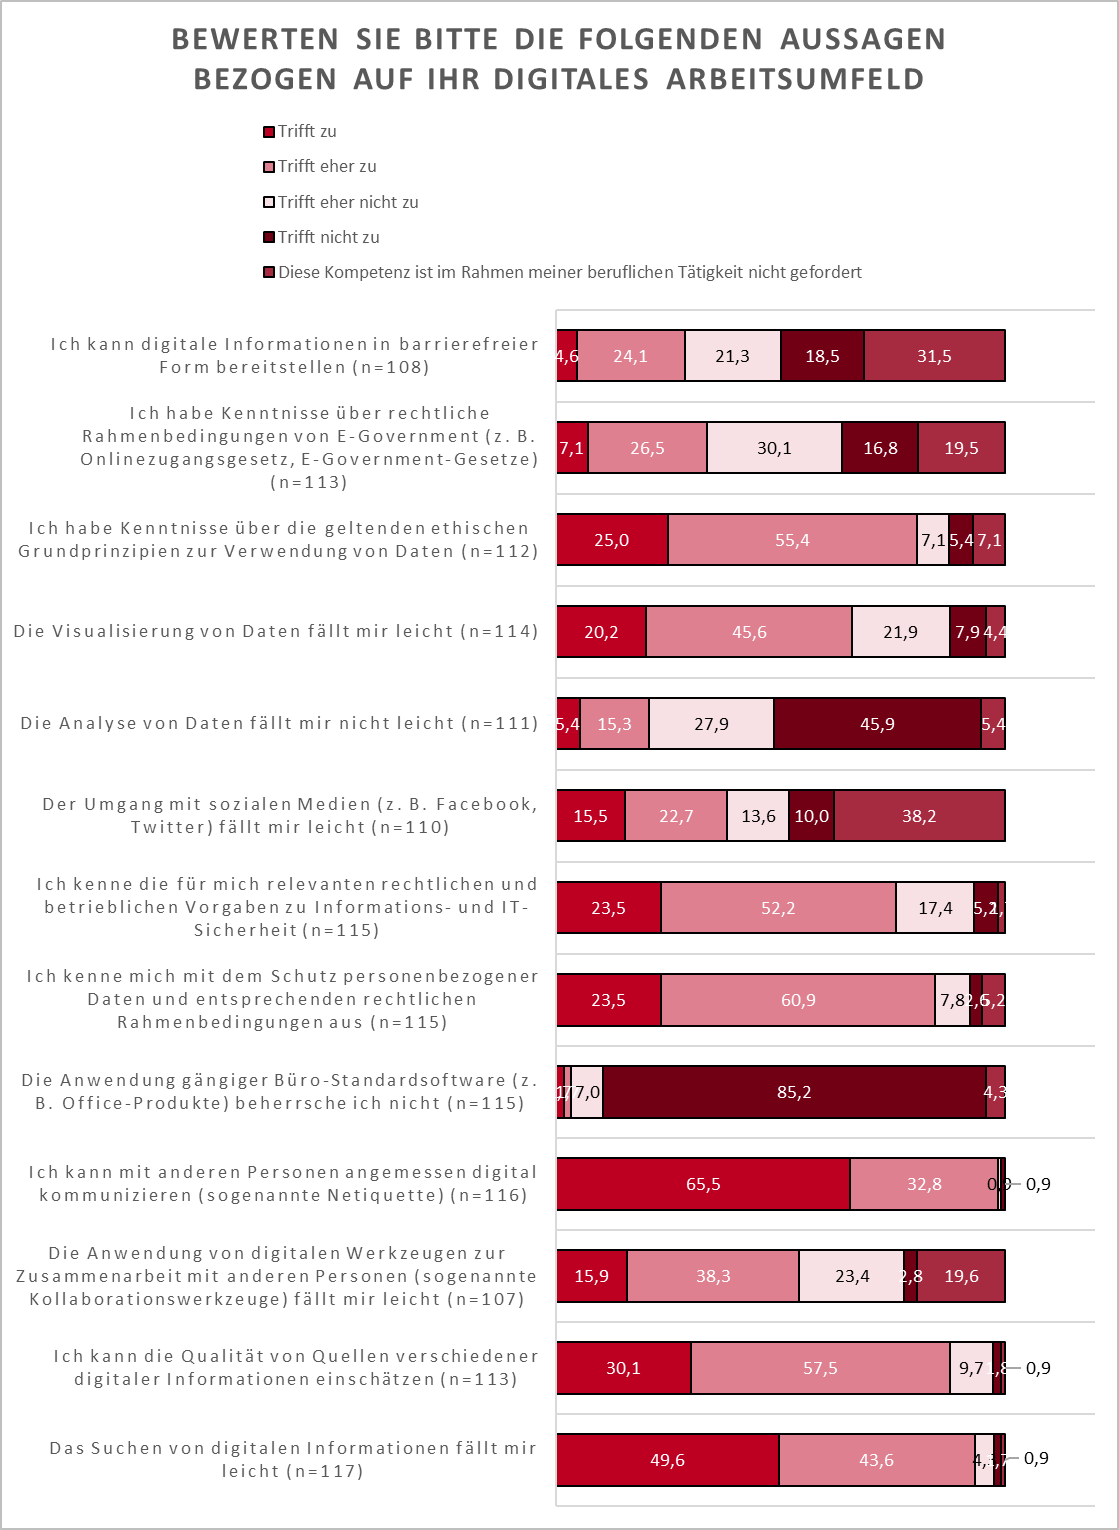 BEWERTEN SIE BITTE DIE FOLGENDEN AUSSAGEN
BEZOGEN AUF IHR DIGITALES ARBEITSUMFELD
Trifft zu
Trifft eher zu
Trifft eher nicht zu
Trifft nicht zu
Diese Kompetenz ist im Rahmen meiner beruflichen Tätigkeit nicht gefordert
Ich kann digitale Informationen in barrierefreier
Form bereitstellen (n=108)
4,6 24,1 21,3 18,5 31,5
Ich habe Kenntnisse über rechtliche
Rahmenbedingungen von E-Government (z. B.
Onlinezugangsgesetz, E-Government-Gesetze)
(n=113)
7,1 26,5 30,1 16,8 19,5
Ich habe Kenntnisse über die geltenden ethischen
Grundprinzipien zur Verwendung von Daten (n=112)
25,0 55,4 7,1 5,4 7,1
Die Visualisierung von Daten fällt mir leicht (n=114)
20,2 45,6 21,9 7,9 4,4
Die Analyse von Daten fällt mir nicht leicht (n=111)
5,4 15,3 27,9 45,9 5,4
Der Umgang mit sozialen Medien (z. B. Facebook,
Twitter) fällt mir leicht (n=110)
15,5 22,7 13,6 10,0 38,2
Ich kenne die für mich relevanten rechtlichen und
betrieblichen Vorgaben zu Informations- und IT-
Sicherheit (n=115)
23,5 52,2 17,4 5,2
Ich kenne mich mit dem Schutz personenbezogener
Daten und entsprechenden rechtlichen
Rahmenbedingungen aus (n=115)
23,5 60,9 7,8 2,6 5,2
Die Anwendung gängiger Büro-Standardsoftware (z.
B. Office-Produkte) beherrsche ich nicht (n=115)
7,0 85,2 4,3
Ich kann mit anderen Personen angemessen digital
kommunizieren (sogenannte Netiquette) (n=116)
65,5 32,8 0,9 0,9
Die Anwendung von digitalen Werkzeugen zur
Zusammenarbeit mit anderen Personen (sogenannte
Kollaborationswerkzeuge) fällt mir leicht (n=107)
15,9 38,3 23,4 2,8 19,6
Ich kann die Qualität von Quellen verschiedener
digitaler Informationen einschätzen (n=113)
30,1 57,5 9,7 1,8 0,9
Das Suchen von digitalen Informationen fällt mir
leicht (n=117)
49,6 43,6 0,9